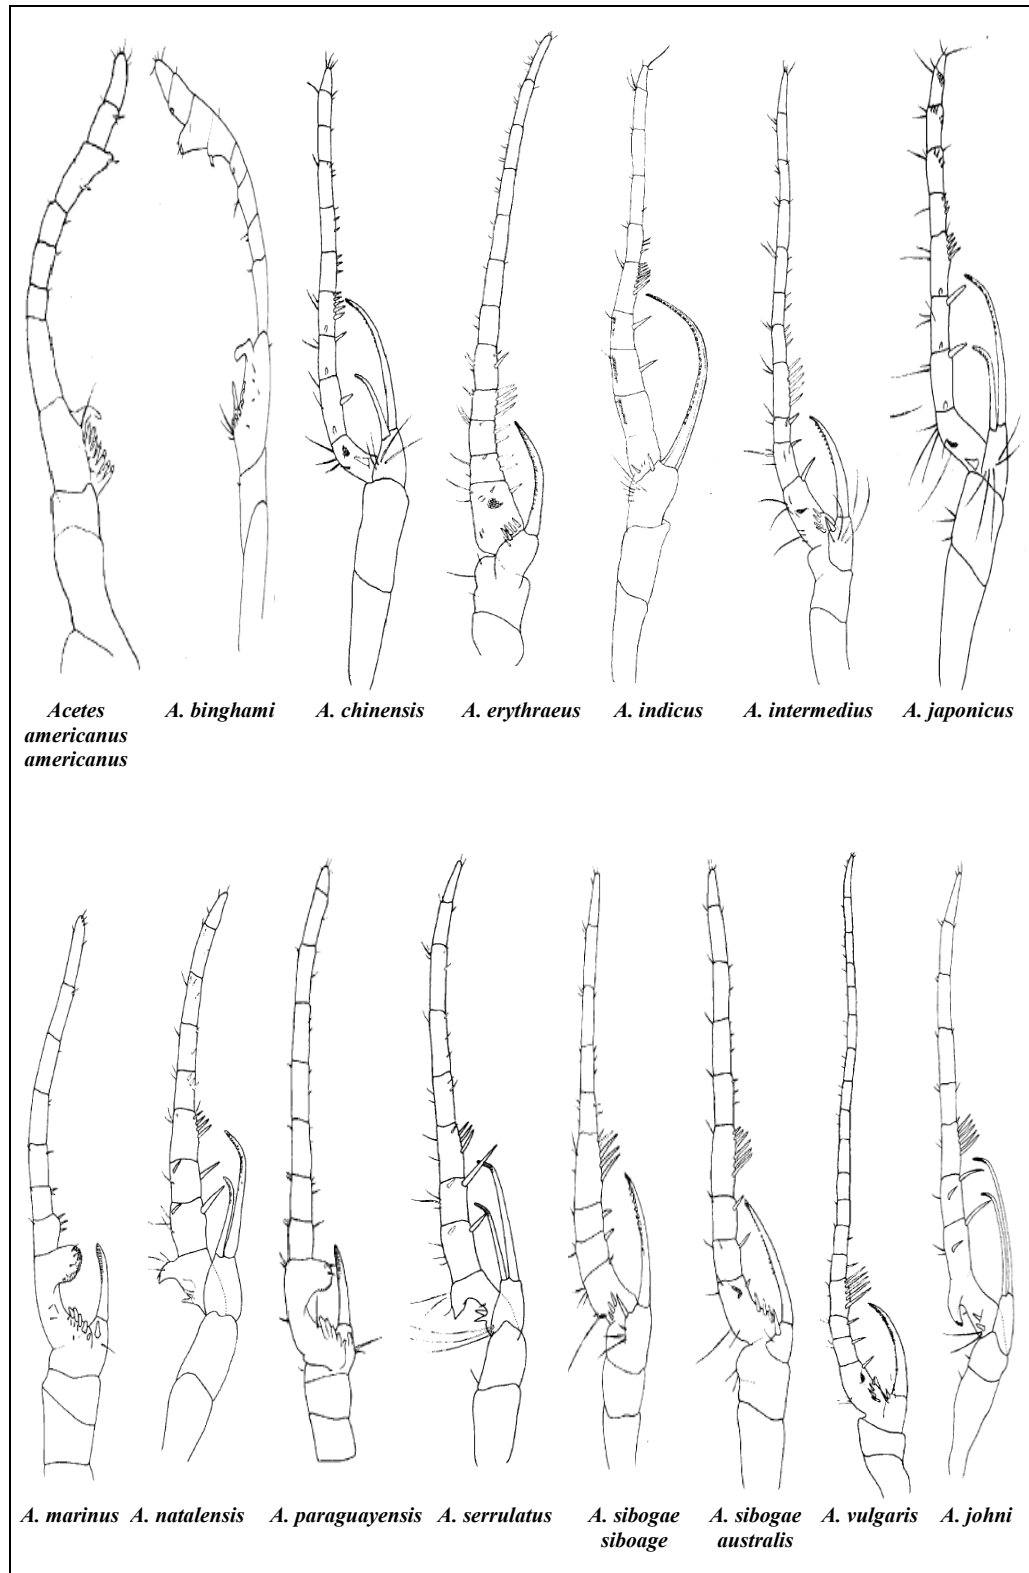 Acetes americanus americanus
A. binghami
A. chinensis
A. erythraeus
A. indicus
A. intermedius
A. japonicus
A. marinus
A. natalensis
A. paraguayensis
A. serrulatus
A. sibogae siboage
A. sibogae australis
A. vulgaris
A. johni